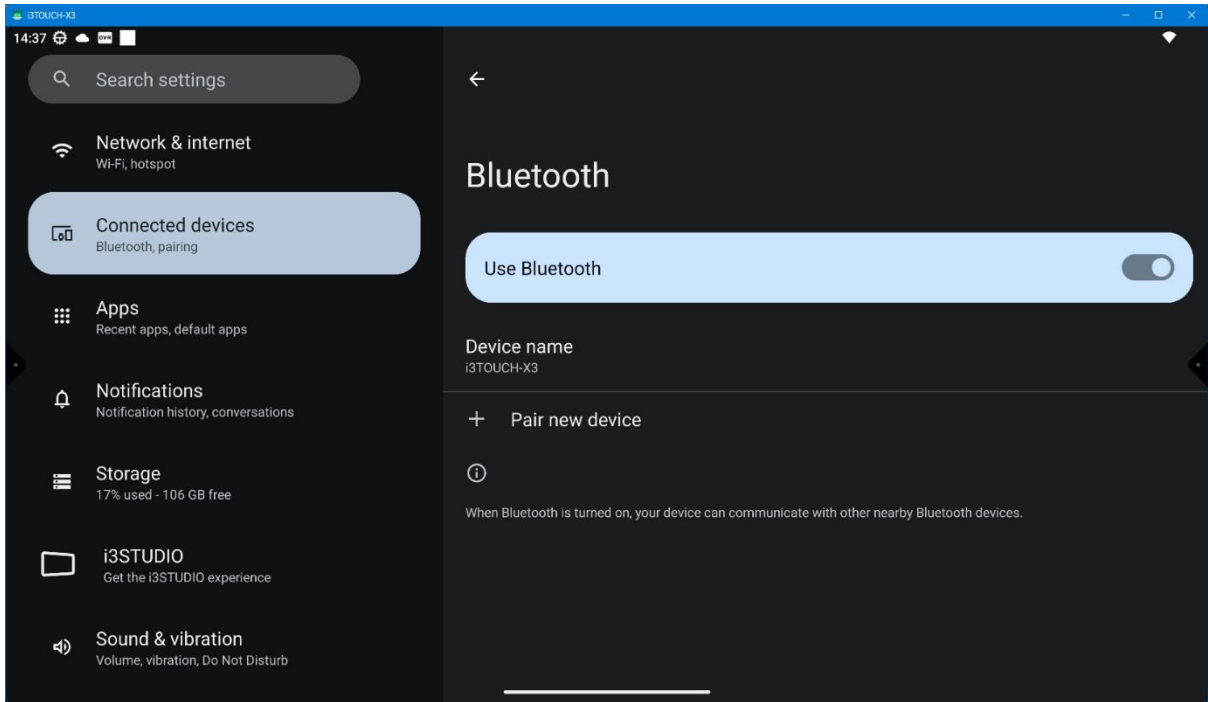 i3TOUCH-X3
14:37
DVR
Search settings
Network & internet
Wi-Fi, hotspot
Connected devices
Bluetooth, pairing
Apps
Recent apps, default apps
Notifications
Notification history, conversations
Storage
17% used - 106 GB free
i3STUDIO
Get the i3STUDIO experience
Sound & vibration
Volume, vibration, Do Not Disturb
Bluetooth
Use Bluetooth
Device name
i3TOUCH-X3
Pair new device
When Bluetooth is turned on, your device can communicate with other nearby Bluetooth devices.